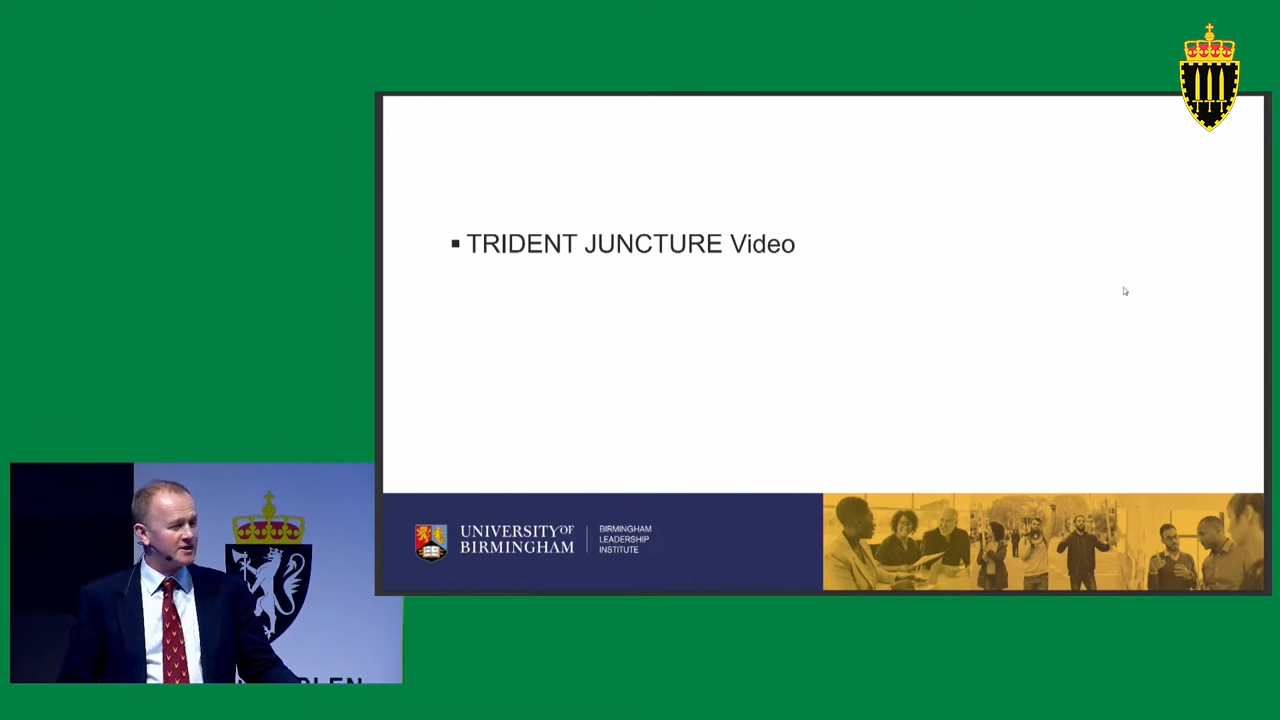 ▪ TRIDENT JUNCTURE Video
UNIVERSITY OF
BIRMINGHAM
BIRMINGHAM
LEADERSHIP
INSTITUTE